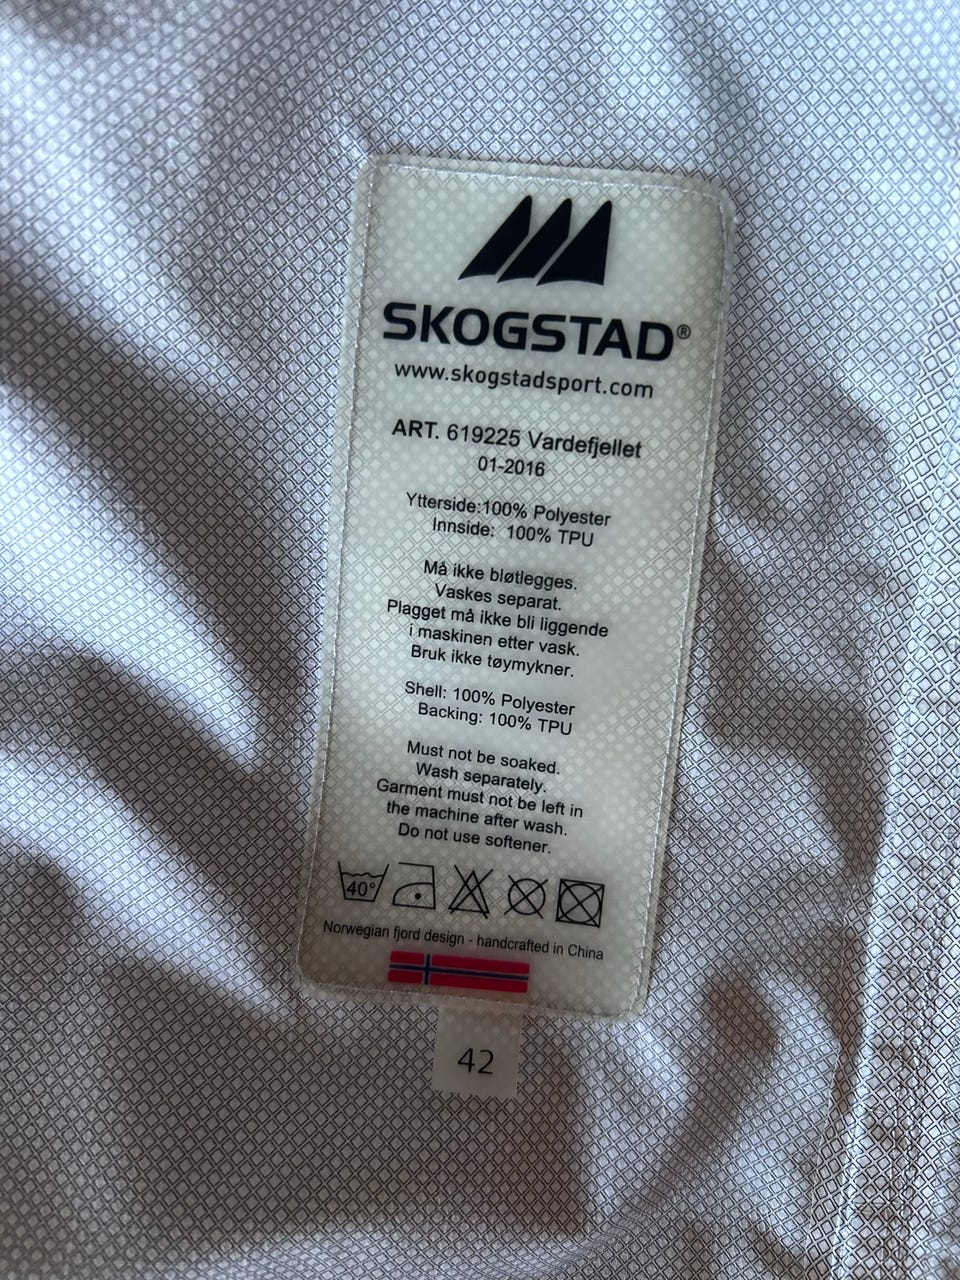 SKOGSTAD®
www.skogstadsport.com
ART. 619225 Vardefjellet
01-2016
Ytterside:100% Polyester
Innside: 100% TPU
Må ikke bløtlegges.
Vaskes separat.
Plagget må ikke bli liggende
i maskinen etter vask.
Bruk ikke tøymykner.
Shell: 100% Polyester
Backing: 100% TPU
Must not be soaked.
Wash separately.
Garment must not be left in
the machine after wash.
Do not use softener.
40°
Norwegian fjord design - handcrafted in China
42